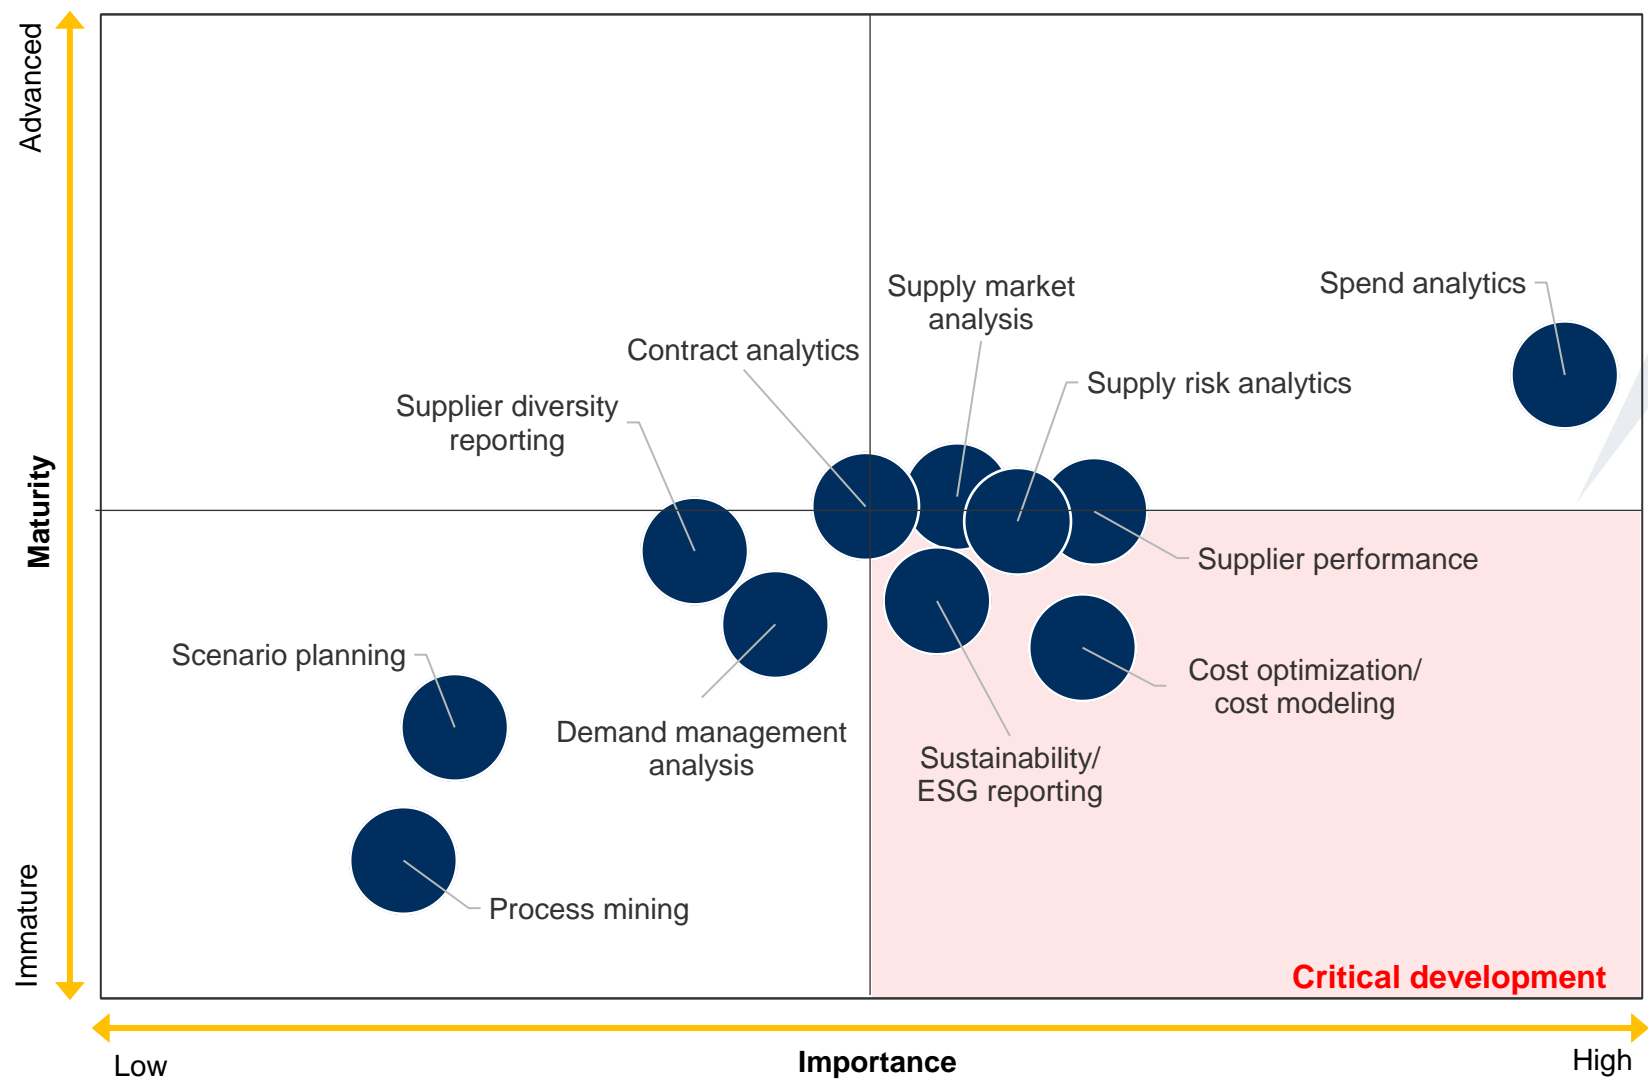 Advanced
Supply market
analysis
Spend analytics
Contract analytics
Supply risk analytics
Supplier diversity
reporting
Maturity
Supplier performance
Scenario planning
Cost optimization/
cost modeling
Demand management
analysis
Sustainability/
ESG reporting
Immature
Process mining
Critical development
Low
Importance
High